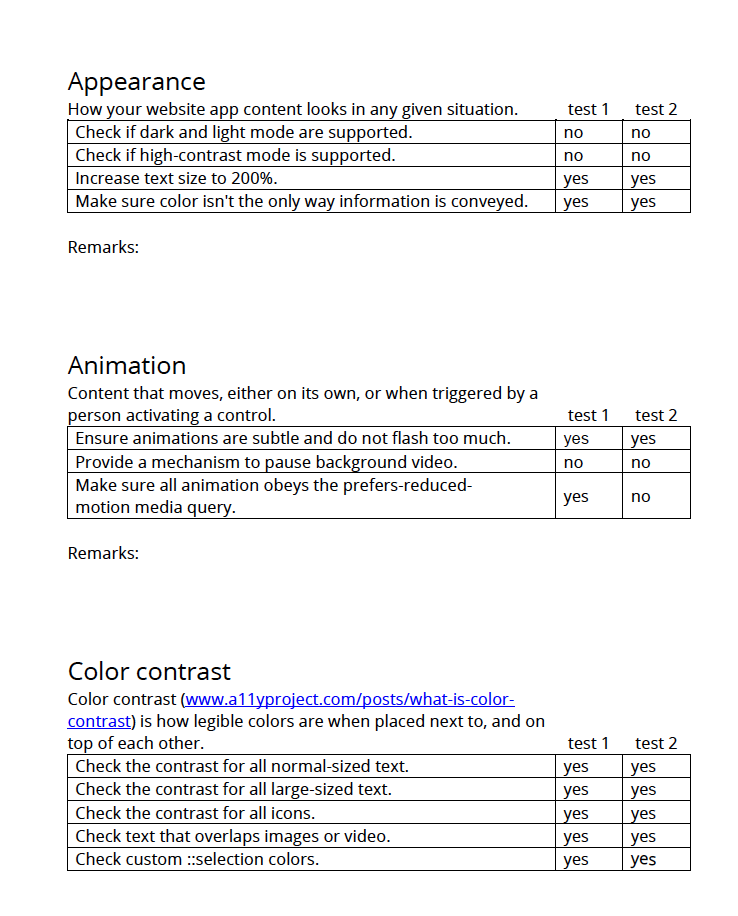 Appearance
How your website app content looks in any given situation. test 1 test 2
Check if dark and light mode are supported. no no
Check if high-contrast mode is supported. no no
Increase text size to 200%. yes yes
Make sure color isn't the only way information is conveyed. yes yes
Remarks:
Animation
Content that moves, either on its own, or when triggered by a
person activating a control. test 1 test 2
Ensure animations are subtle and do not flash too much. yes yes
Provide a mechanism to pause background video. no no
Make sure all animation obeys the prefers-reduced-
motion media query. yes no
Remarks:
Color contrast
Color contrast (www.a11yproject.com/posts/what-is-color-
contrast) is how legible colors are when placed next to, and on
top of each other. test 1 test 2
Check the contrast for all normal-sized text. yes yes
Check the contrast for all large-sized text. yes yes
Check the contrast for all icons. yes yes
Check text that overlaps images or video. yes yes
Check custom ::selection colors. yes yes